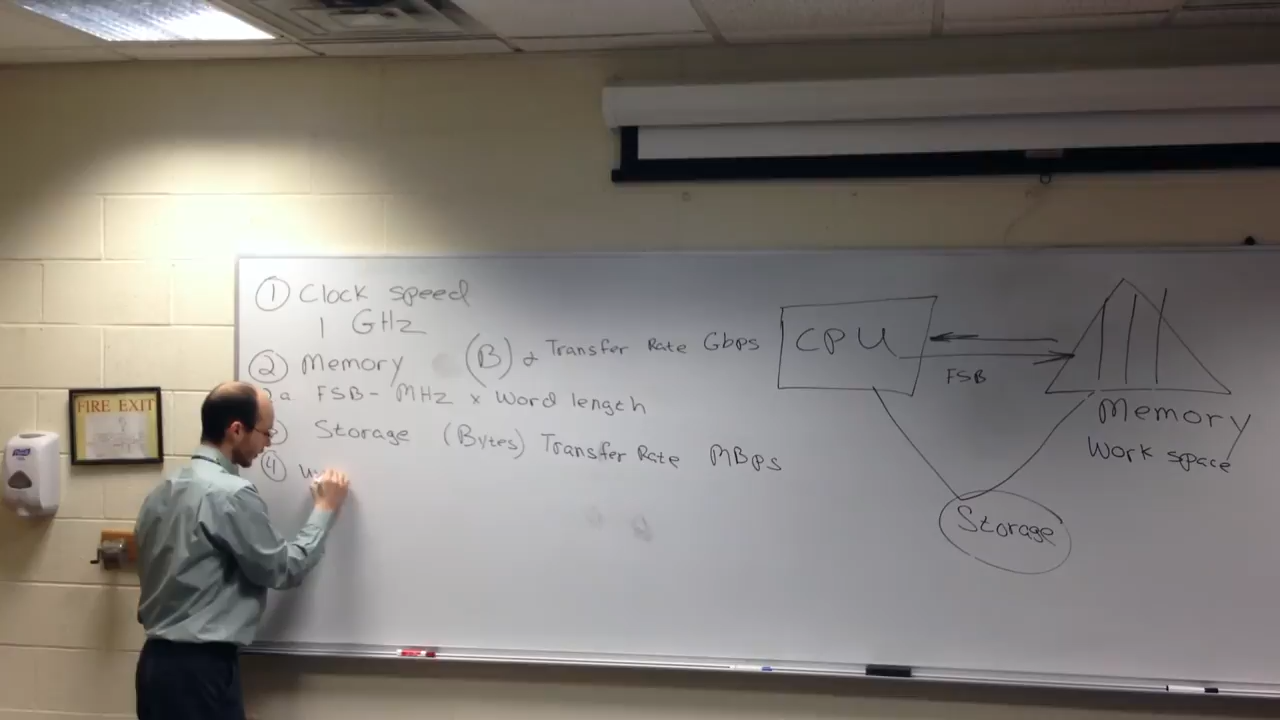 ① Clock speed
1 GHz
② Memory (B) & Transfer Rate Gbps
a. FSB - MHz x Word length
Storage (Bytes) Transfer Rate MBps
④
CPU
FSB
Memory
Work space
Storage
FIRE EXIT